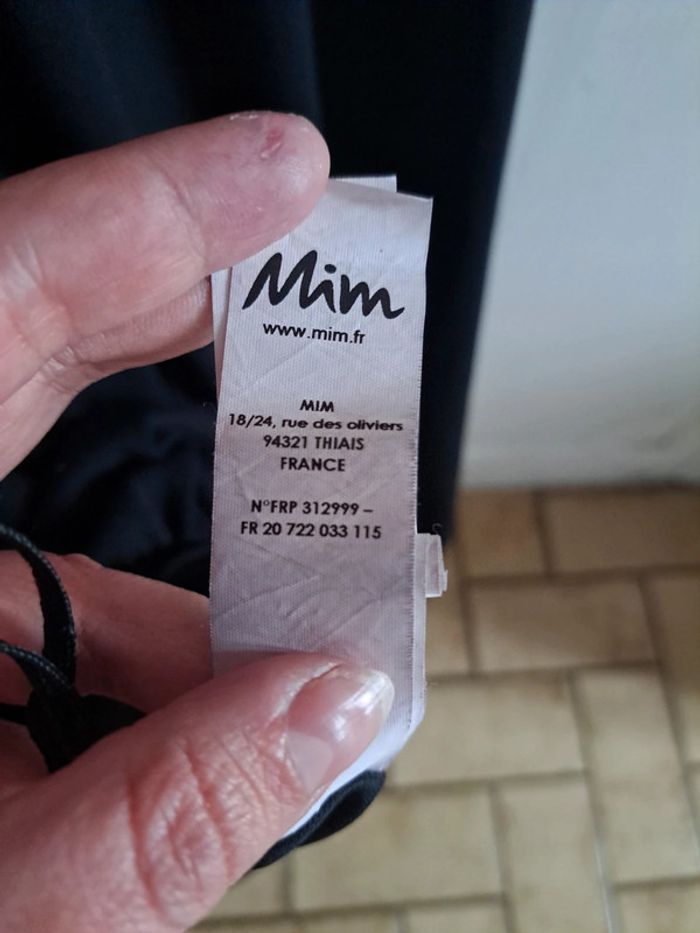 Mim
www.mim.fr
MIM
18/24, rue des oliviers
94321 THIAIS
FRANCE
N°FRP 312999 –
FR 20 722 033 115